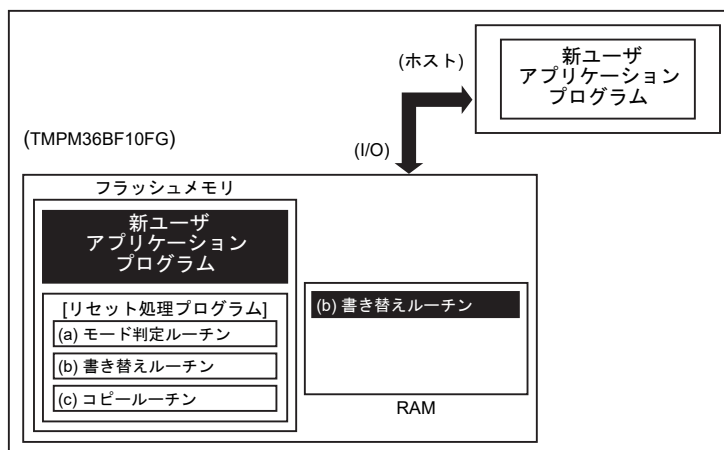 (ホスト)
新ユーザ
アプリケーション
プログラム
(TMPM36BF10FG)
(I/O)
フラッシュメモリ
新ユーザ
アプリケーション
プログラム
[リセット処理プログラム]
(a) モード判定ルーチン
(b) 書き替えルーチン
(c) コピールーチン
(b) 書き替えルーチン
RAM